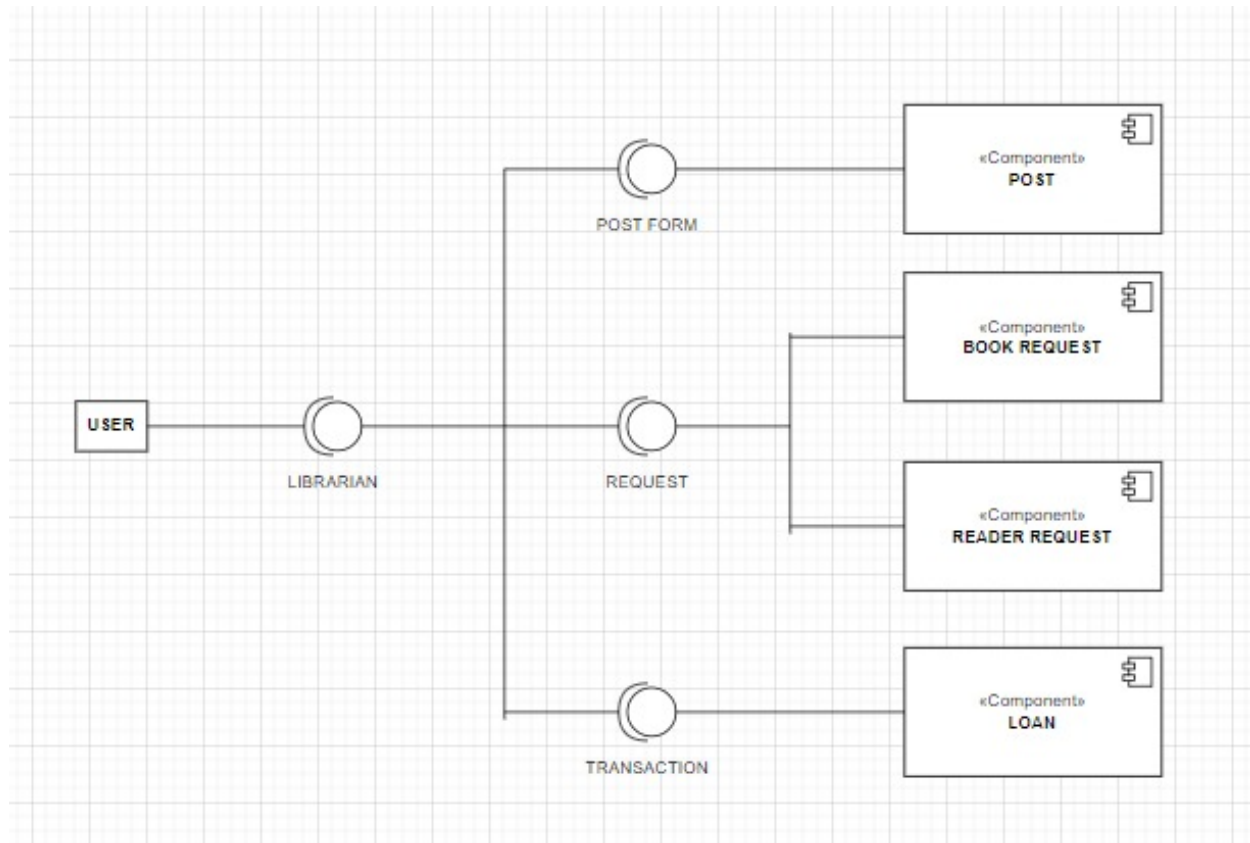 «Component»
POST
POST FORM
«Component»
BOOK REQUEST
USER
LIBRARIAN
REQUEST
«Component»
READER REQUEST
«Component»
LOAN
TRANSACTION